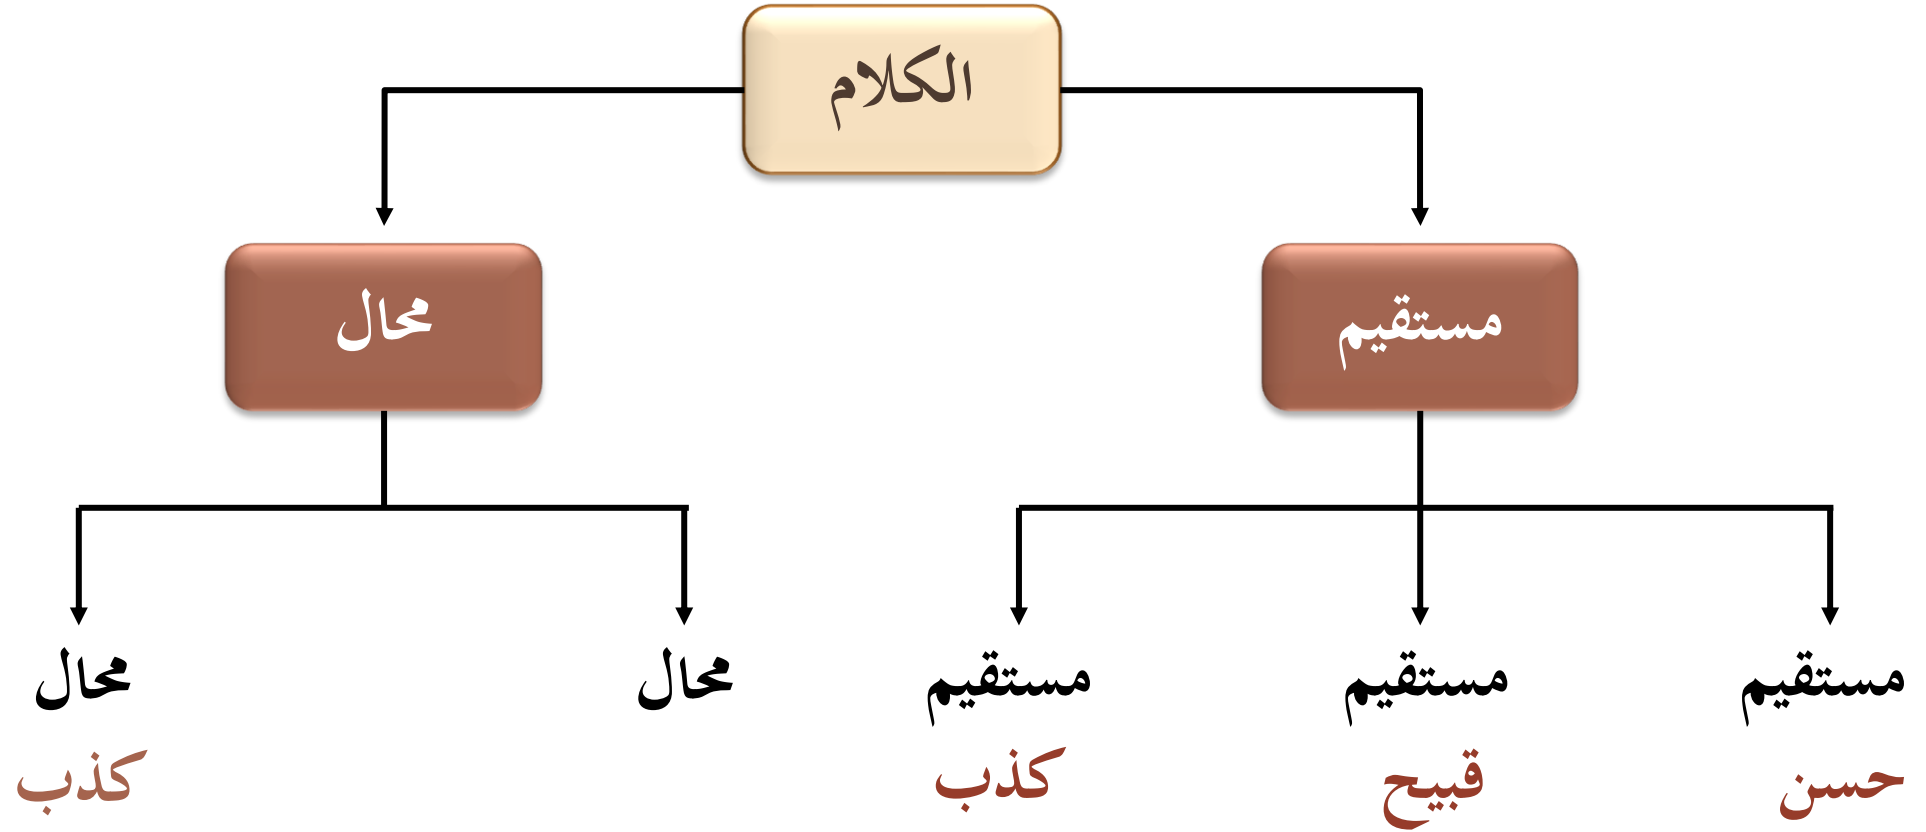 الكلام
مستقيم
محال
مستقيم
حسن
مستقيم
قبيح
مستقيم
كذب
محال
محال
كذب